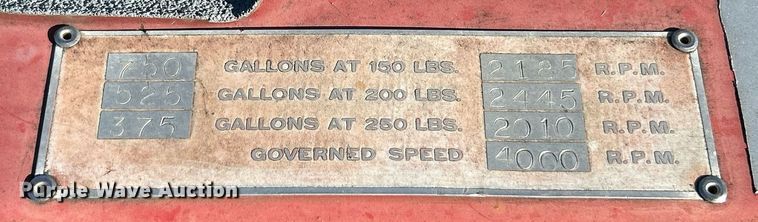 750 GALLONS AT 150 LBS. 2185 R.P.M.
525 GALLONS AT 200 LBS. 2445 R.P.M.
375 GALLONS AT 250 LBS. 2010 R.P.M.
GOVERNED SPEED 4000 R.P.M.
Purple Wave Auction